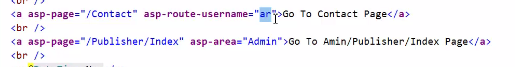 <br />
<a asp-page="/Contact" asp-route-username="ar">Go To Contact Page</a>
<br />
<a asp-page="/Publisher/Index" asp-area="Admin">Go To Amin/Publisher/Index Page</a>
<br />